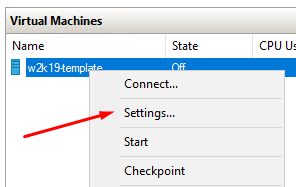 Virtual Machines
Name State CPU Us
w2k19-template Off
Connect...
Settings...
Start
Checkpoint